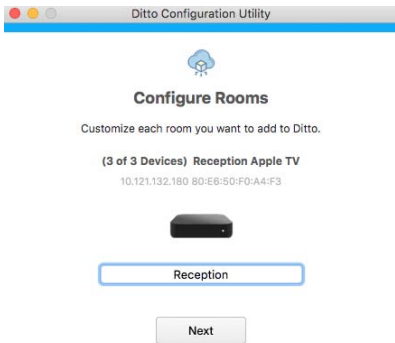 Ditto Configuration Utility
Configure Rooms
Customize each room you want to add to Ditto.
(3 of 3 Devices) Reception Apple TV
10.121.132.180 80:E6:50:F0:A4:F3
Reception
Next